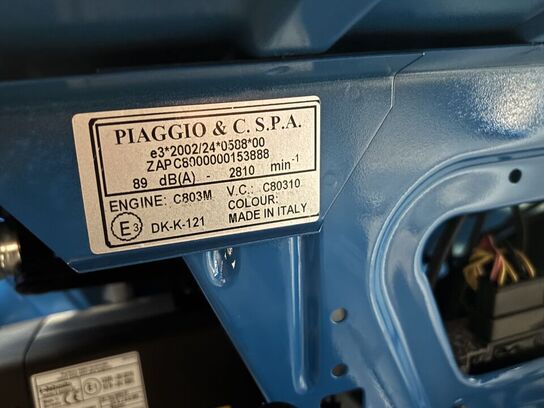 PIAGGIO & C. S.P.A.
e3*2002/24*0508*00
ZAPC6000000153888
89 dB(A) - 2810 min-1
ENGINE: C803M V.C.: C80310
COLOUR:
E3 DK-K-121 MADE IN ITALY